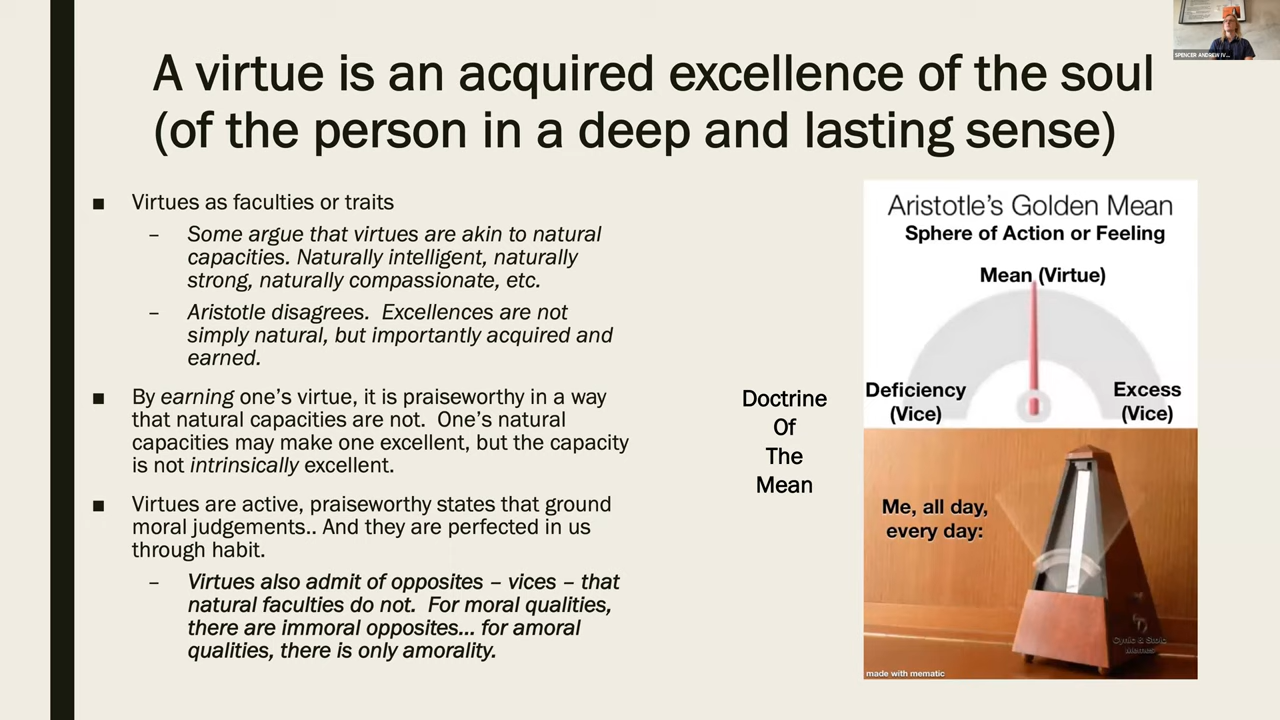 A virtue is an acquired excellence of the soul
(of the person in a deep and lasting sense)
■ Virtues as faculties or traits
– Some argue that virtues are akin to natural
capacities. Naturally intelligent, naturally
strong, naturally compassionate, etc.
– Aristotle disagrees. Excellences are not
simply natural, but importantly acquired and
earned.
■ By earning one's virtue, it is praiseworthy in a way
that natural capacities are not. One's natural
capacities may make one excellent, but the capacity
is not intrinsically excellent.
■ Virtues are active, praiseworthy states that ground
moral judgements.. And they are perfected in us
through habit.
– Virtues also admit of opposites – vices – that
natural faculties do not. For moral qualities,
there are immoral opposites... for amoral
qualities, there is only amorality.
Doctrine
Of
The
Mean
Aristotle's Golden Mean
Sphere of Action or Feeling
Mean (Virtue)
Deficiency
(Vice)
Excess
(Vice)
Me, all day,
every day:
Cynic & Stoic
Memes
made with mematic
SPENCER ANDREW IV...